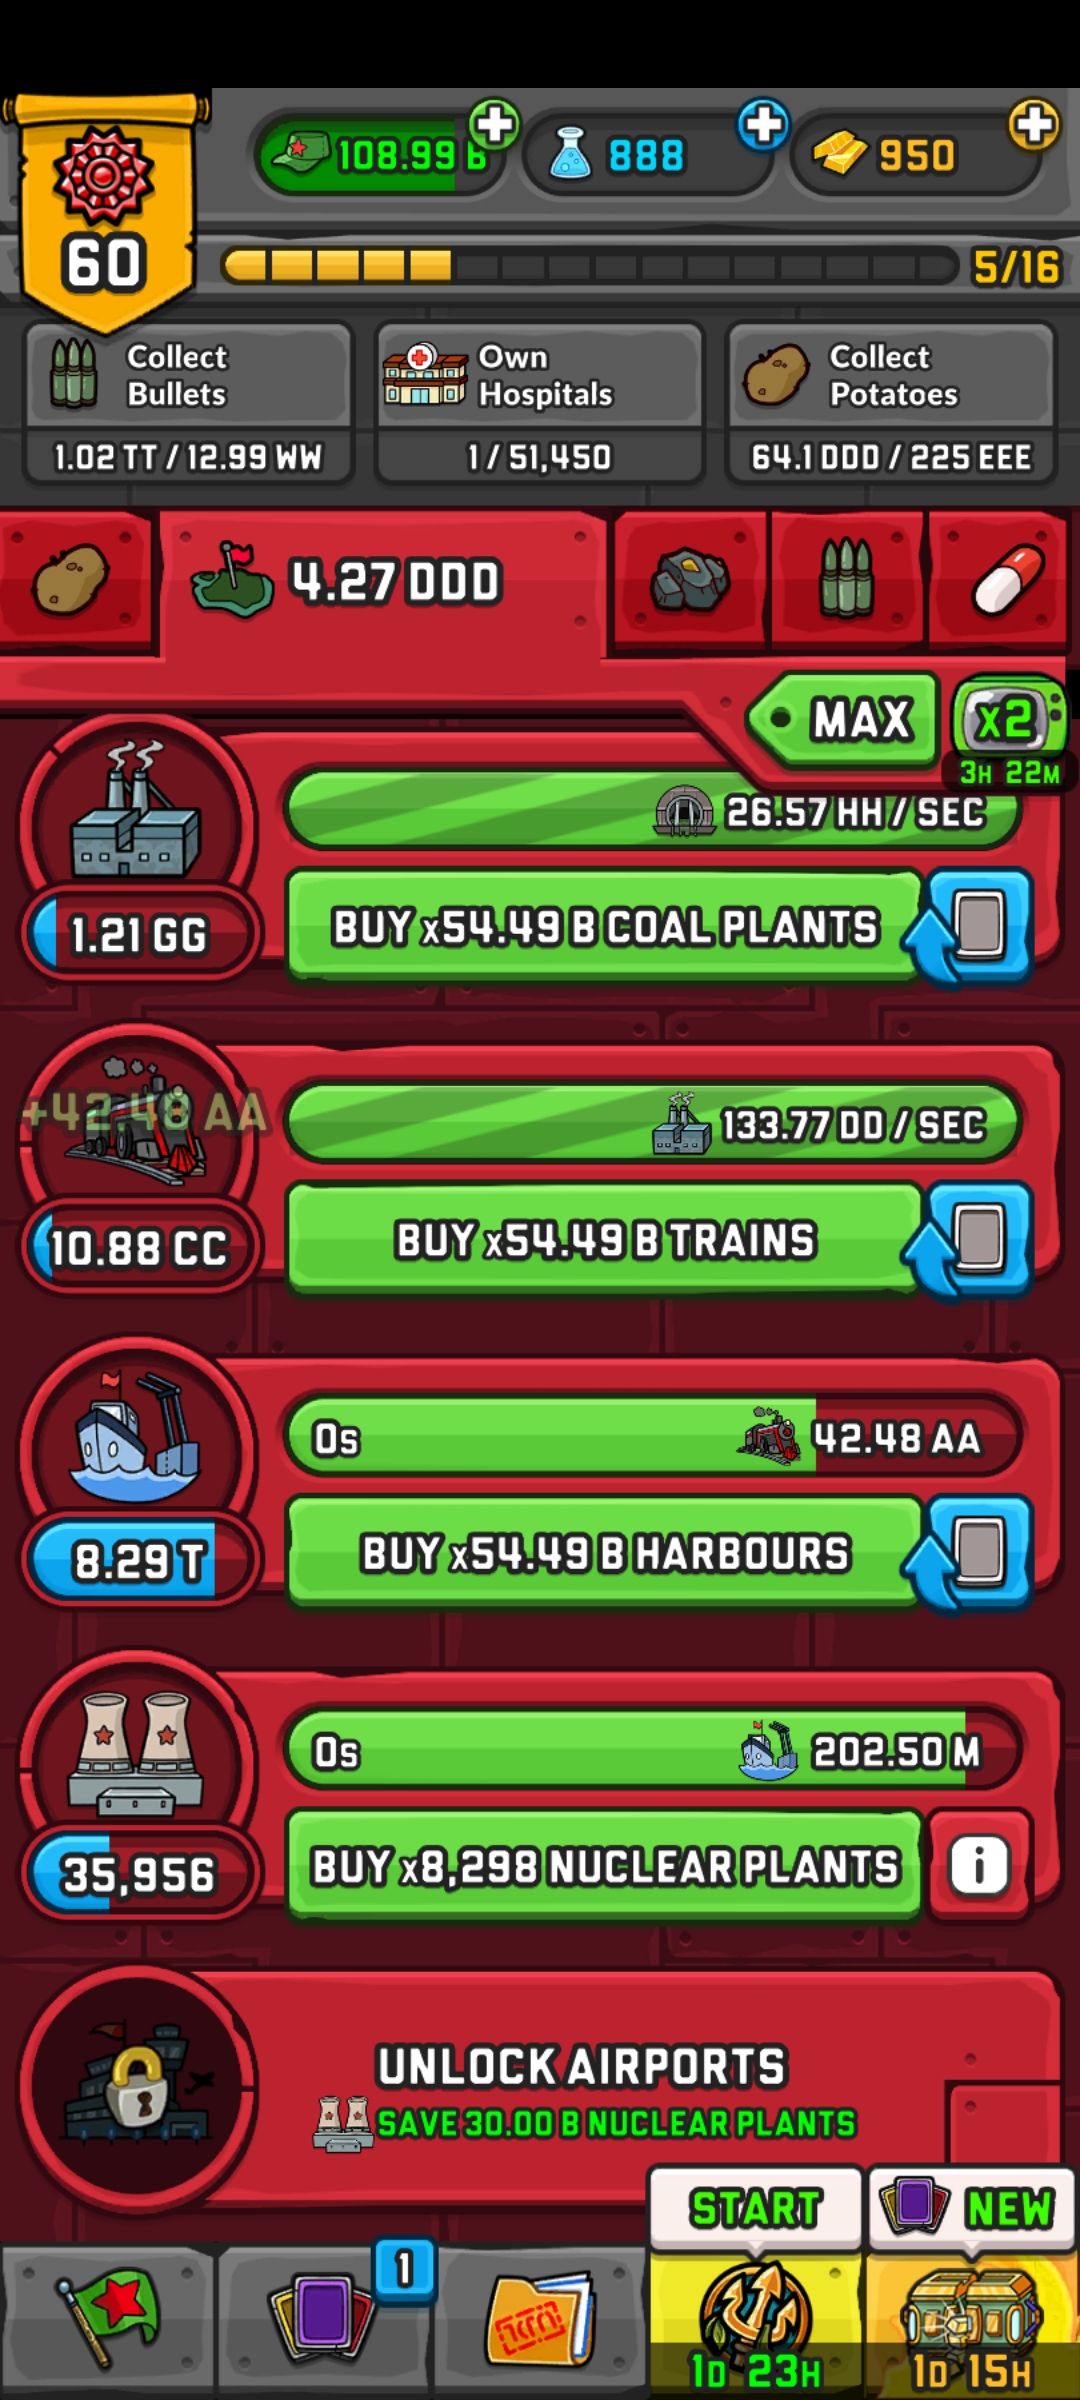 60
108.99 B
888
950
5/16
Collect
Bullets
1.02 TT / 12.99 WW
Own
Hospitals
1 / 51,450
Collect
Potatoes
64.1 DDD / 225 EEE
4.27 DDD
MAX
x2
3H 22M
26.57 HH / SEC
1.21 GG
BUY x54.49 B COAL PLANTS
+42.48 AA
133.77 DD / SEC
10.88 CC
BUY x54.49 B TRAINS
0s
42.48 AA
8.29 T
BUY x54.49 B HARBOURS
0s
202.50 M
35,956
BUY x8,298 NUCLEAR PLANTS
i
UNLOCK AIRPORTS
SAVE 30.00 B NUCLEAR PLANTS
START
NEW
1
1D 23H
1D 15H